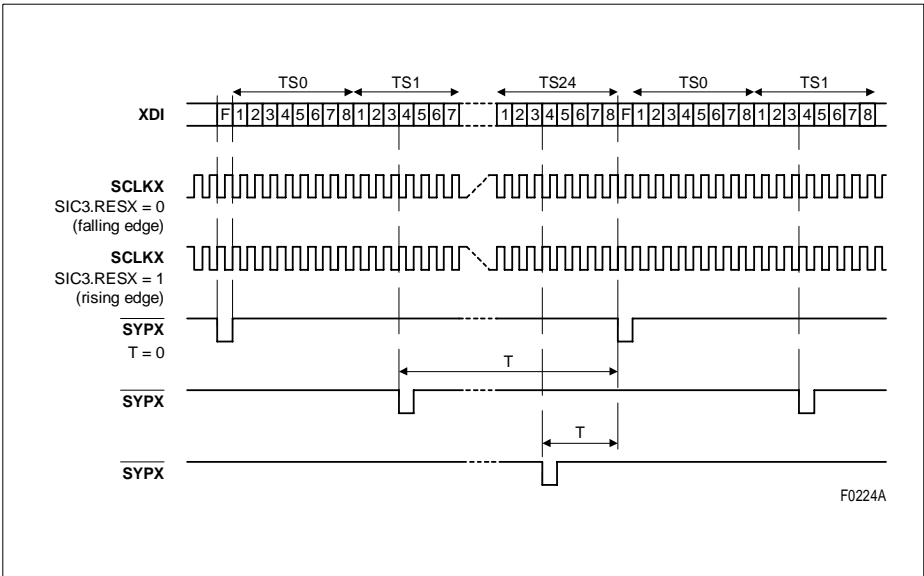 TS0 TS1 TS24 TS0 TS1
XDI F 1 2 3 4 5 6 7 8 1 2 3 4 5 6 7 1 2 3 4 5 6 7 8 F 1 2 3 4 5 6 7 8 1 2 3 4 5 6 7 8
SCLKX
SIC3.RESX = 0
(falling edge)
SCLKX
SIC3.RESX = 1
(rising edge)
SYPX
T = 0
T
SYPX
T
SYPX
F0224A